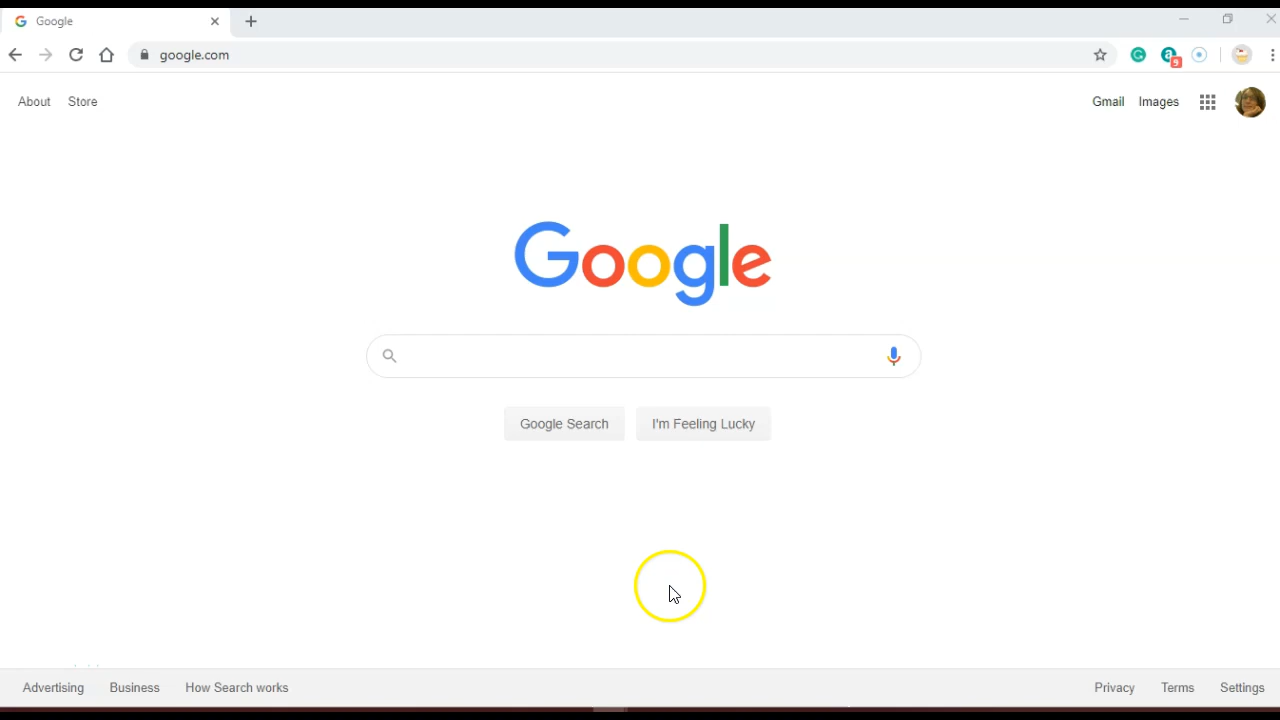 Google
google.com
9
About Store Gmail Images
Google
Google Search I'm Feeling Lucky
Advertising Business How Search works Privacy Terms Settings